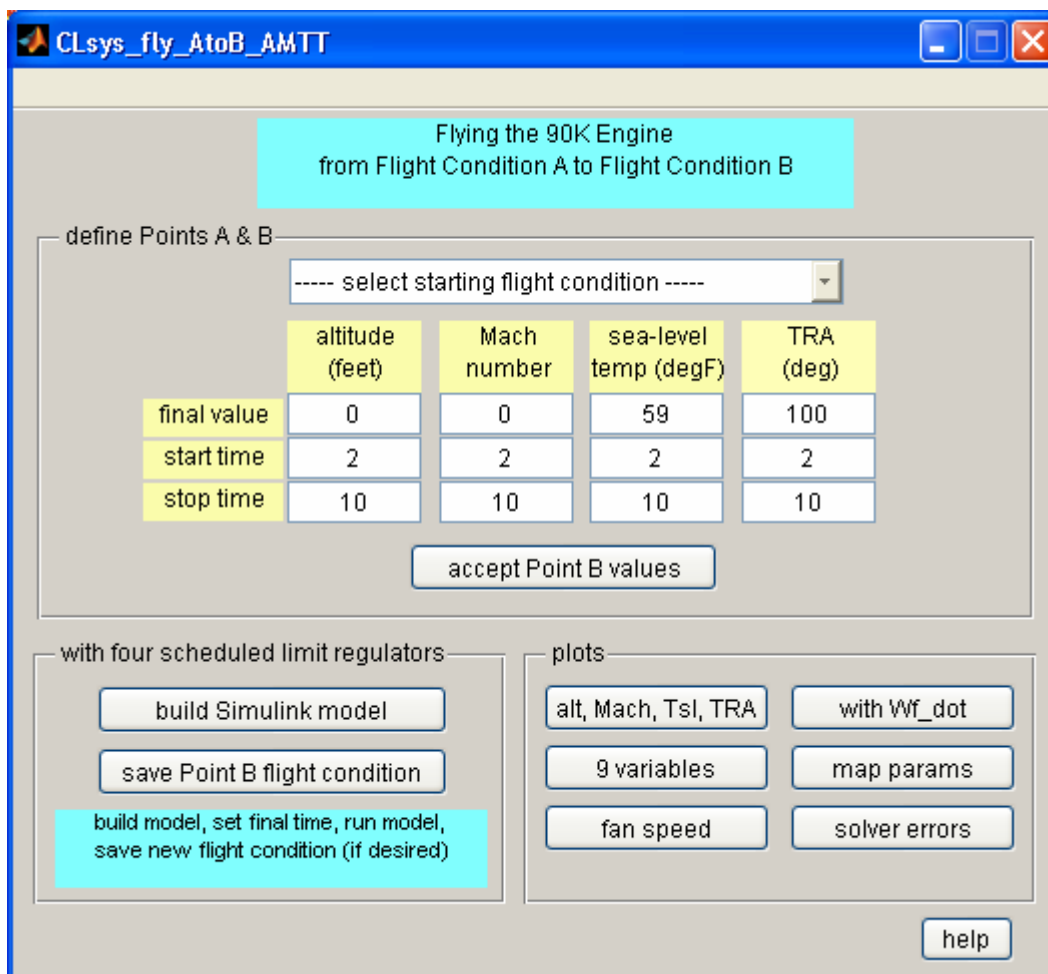 CLsys_fly_AtoB_AMTT
Flying the 90K Engine
from Flight Condition A to Flight Condition B
define Points A & B
----- select starting flight condition -----
altitude (feet) Mach number sea-level temp (degF) TRA (deg)
final value 0 0 59 100
start time 2 2 2 2
stop time 10 10 10 10
accept Point B values
with four scheduled limit regulators
build Simulink model
save Point B flight condition
build model, set final time, run model,
save new flight condition (if desired)
plots
alt, Mach, Tsl, TRA with Wf_dot
9 variables map params
fan speed solver errors
help